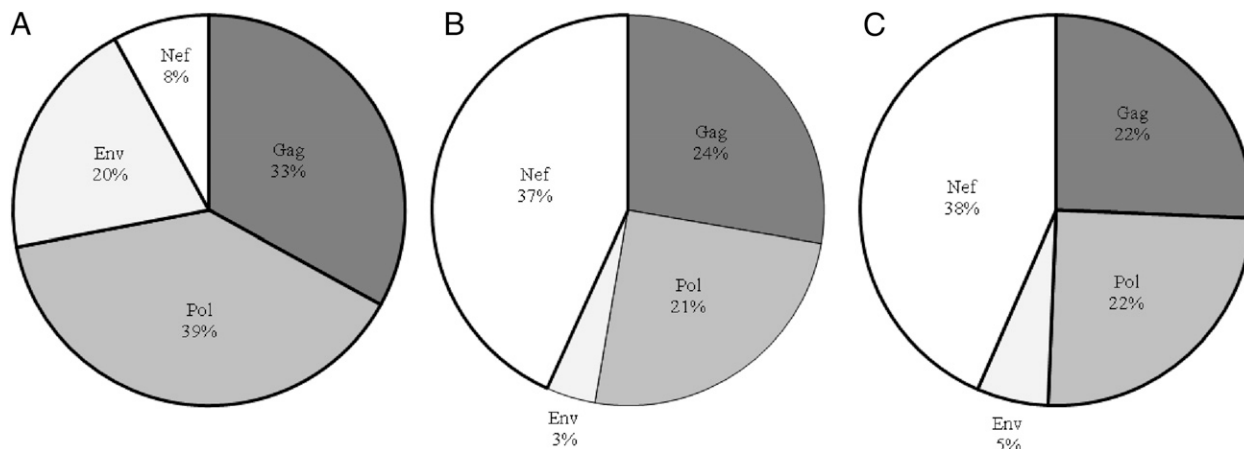 A
Nef
8%
Gag
33%
Env
20%
Pol
39%
B
Nef
37%
Gag
24%
Pol
21%
Env
3%
C
Nef
38%
Gag
22%
Pol
22%
Env
5%